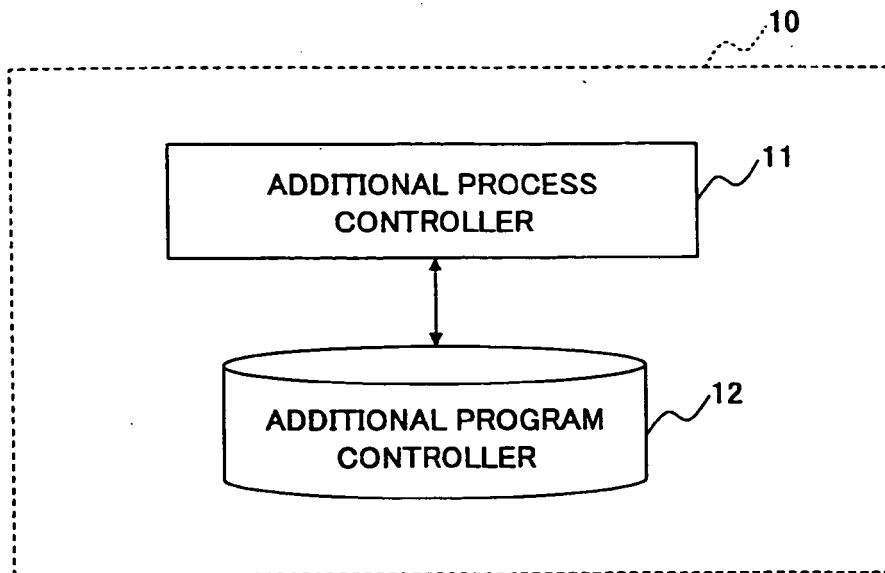 10
ADDITIONAL PROCESS
CONTROLLER
11
ADDITIONAL PROGRAM
CONTROLLER
12